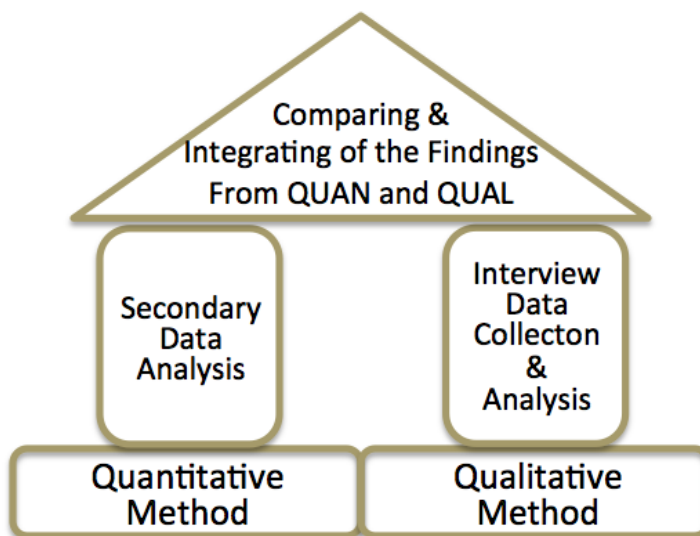 Comparing &
Integrating of the Findings
From QUAN and QUAL
Secondary
Data
Analysis
Interview
Data
Collecton
&
Analysis
Quantitative
Method
Qualitative
Method